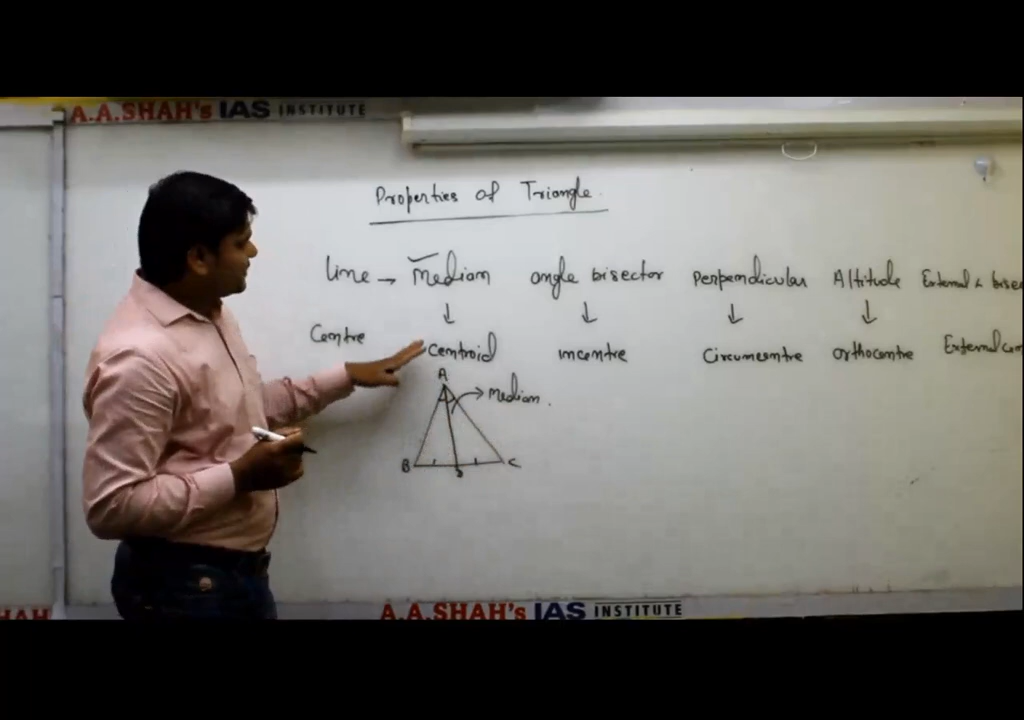 A.A.SHAH's IAS INSTITUTE
Properties of Triangle.
Line → Median angle bisector Perpendicular Altitude External ∠
↓ ↓ ↓ ↓
Centre Centroid incentre Circumcentre Orthocentre External
A
→ Median.
B D C
A.A.SHAH's IAS INSTITUTE